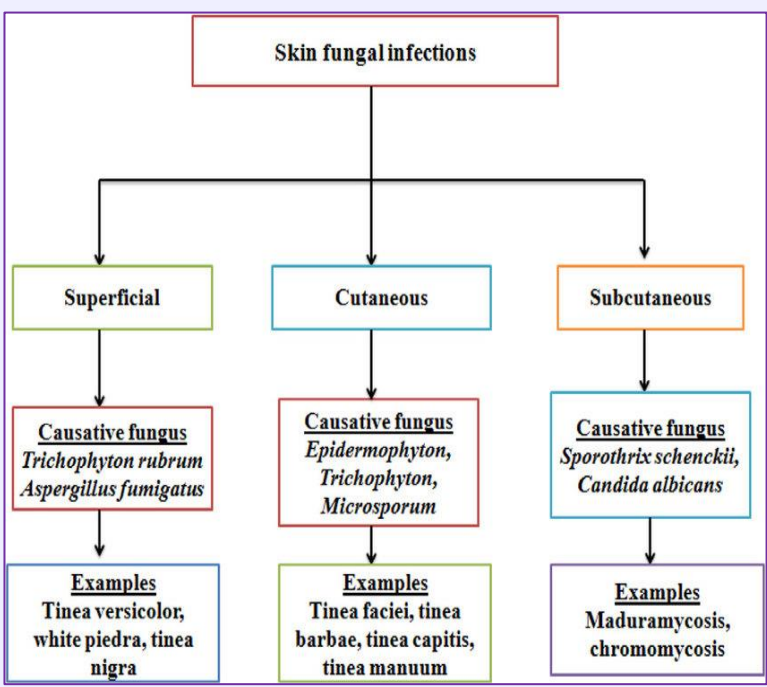 Skin fungal infections
Superficial
Cutaneous
Subcutaneous
Causative fungus
Trichophyton rubrum
Aspergillus fumigatus
Causative fungus
Epidermophyton,
Trichophyton,
Microsporum
Causative fungus
Sporothrix schenckii,
Candida albicans
Examples
Tinea versicolor,
white piedra, tinea
nigra
Examples
Tinea faciei, tinea
barbae, tinea capitis,
tinea manuum
Examples
Maduramycosis,
chromomycosis